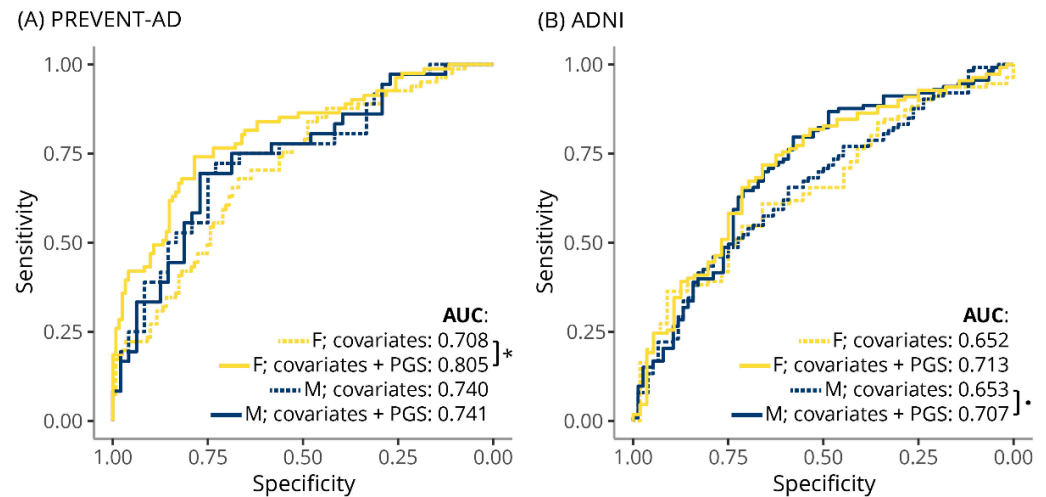 (A) PREVENT-AD
Sensitivity
1.00
0.75
0.50
0.25
0.00
AUC:
F; covariates: 0.708
F; covariates + PGS: 0.805
*
M; covariates: 0.740
M; covariates + PGS: 0.741
1.00 0.75 0.50 0.25 0.00
Specificity
(B) ADNI
Sensitivity
1.00
0.75
0.50
0.25
0.00
AUC:
F; covariates: 0.652
F; covariates + PGS: 0.713
M; covariates: 0.653
M; covariates + PGS: 0.707
•
1.00 0.75 0.50 0.25 0.00
Specificity